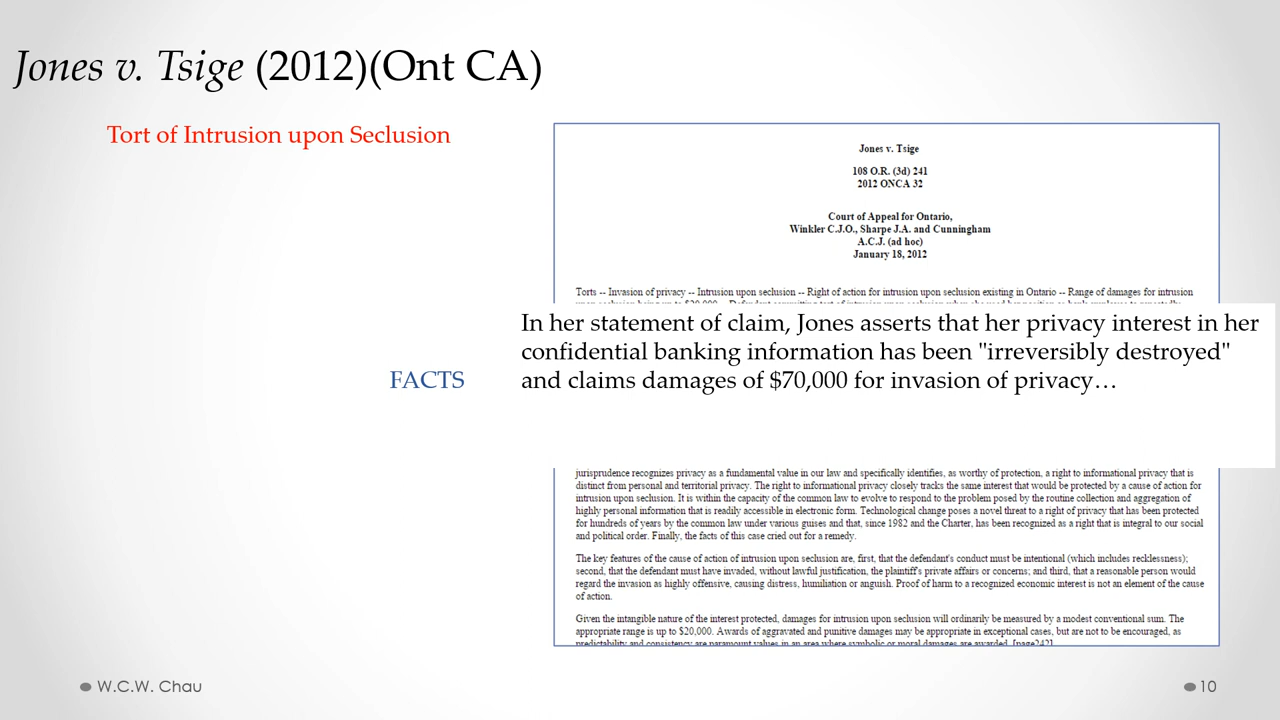 Jones v. Tsige (2012)(Ont CA)
Tort of Intrusion upon Seclusion
Jones v. Tsige
108 O.R. (3d) 241
2012 ONCA 32
Court of Appeal for Ontario,
Winkler C.J.O., Sharpe J.A. and Cunningham
A.C.J. (ad hoc)
January 18, 2012
Torts -- Invasion of privacy -- Intrusion upon seclusion -- Right of action for intrusion upon seclusion existing in Ontario -- Range of damages for intrusion
In her statement of claim, Jones asserts that her privacy interest in her
confidential banking information has been "irreversibly destroyed"
FACTS
and claims damages of $70,000 for invasion of privacy…
jurisprudence recognizes privacy as a fundamental value in our law and specifically identifies, as worthy of protection, a right to informational privacy that is
distinct from personal and territorial privacy. The right to informational privacy closely tracks the same interest that would be protected by a cause of action for
intrusion upon seclusion. It is within the capacity of the common law to evolve to respond to the problem posed by the routine collection and aggregation of
highly personal information that is readily accessible in electronic form. Technological change poses a novel threat to a right of privacy that has been protected
for hundreds of years by the common law under various guises and that, since 1982 and the Charter, has been recognized as a right that is integral to our social
and political order. Finally, the facts of this case cried out for a remedy.
The key features of the cause of action of intrusion upon seclusion are, first, that the defendant's conduct must be intentional (which includes recklessness);
second, that the defendant must have invaded, without lawful justification, the plaintiff's private affairs or concerns; and third, that a reasonable person would
regard the invasion as highly offensive, causing distress, humiliation or anguish. Proof of harm to a recognized economic interest is not an element of the cause
of action.
Given the intangible nature of the interest protected, damages for intrusion upon seclusion will ordinarily be measured by a modest conventional sum. The
appropriate range is up to $20,000. Awards of aggravated and punitive damages may be appropriate in exceptional cases, but are not to be encouraged, as
predictability and consistency are paramount values in an area where symbolic or moral damages are awarded. [page242]
W.C.W. Chau
10